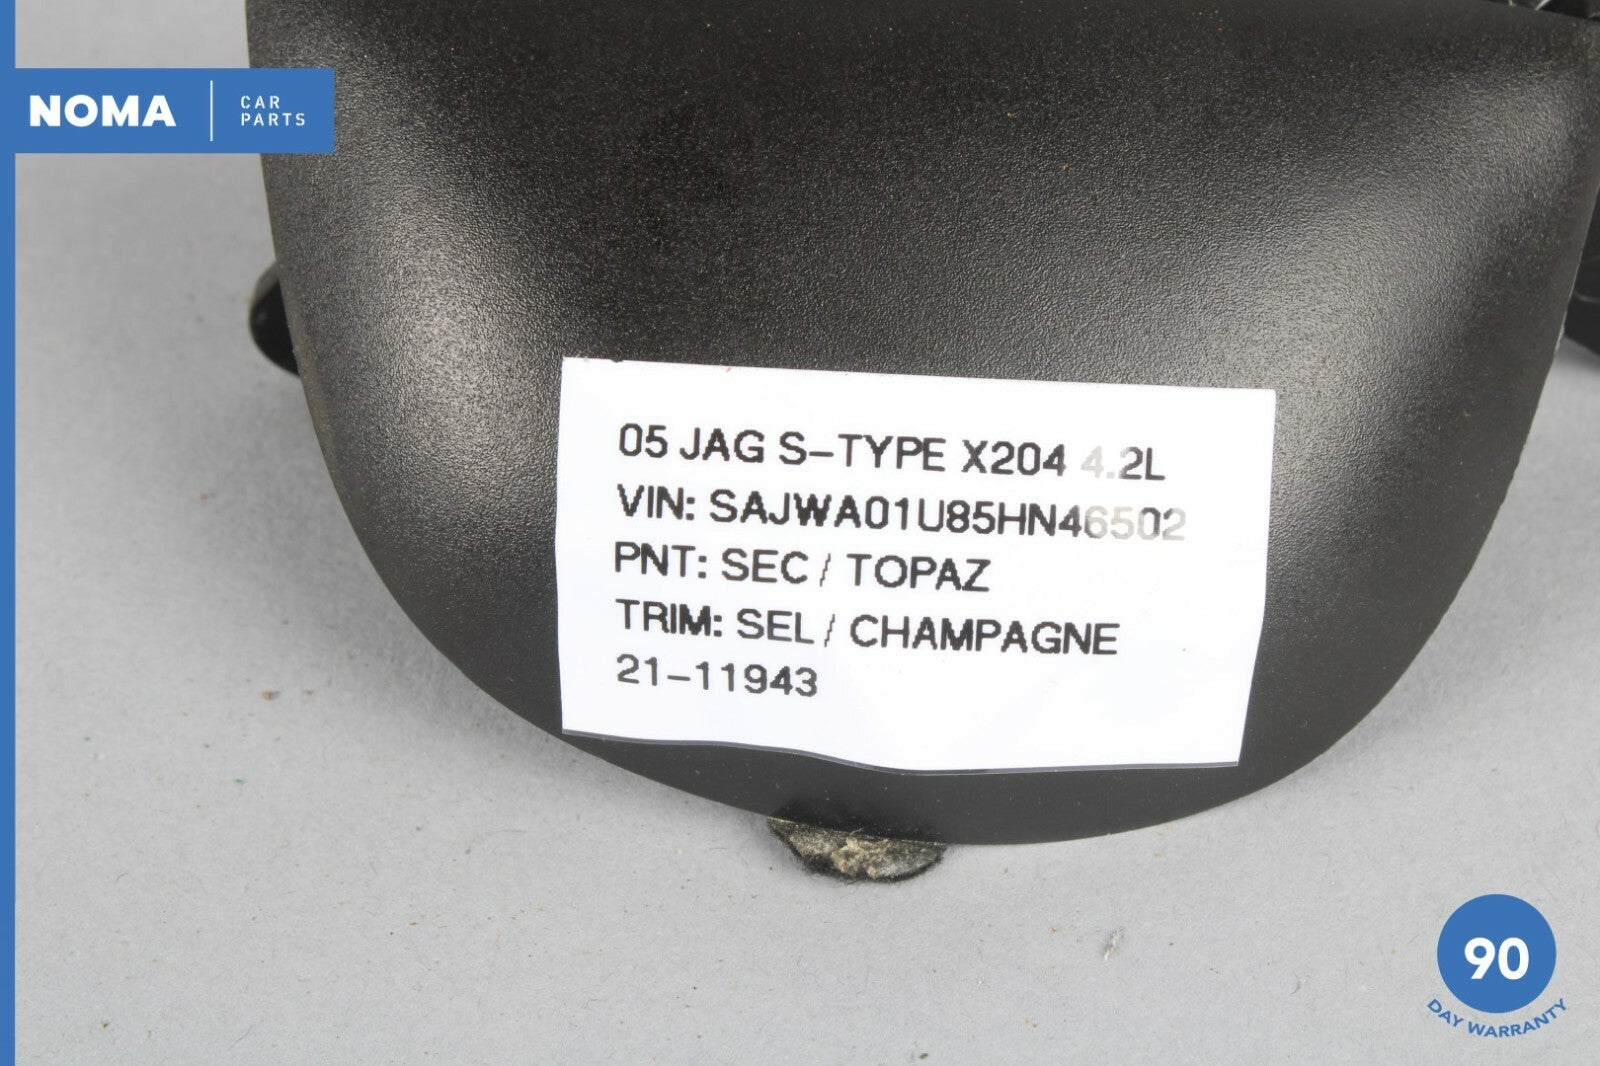 NOMA
CAR
PARTS
05 JAG S-TYPE X204 4.2L
VIN: SAJWA01U85HN46502
PNT: SEC / TOPAZ
TRIM: SEL / CHAMPAGNE
21-11943
90
DAY WARRANTY